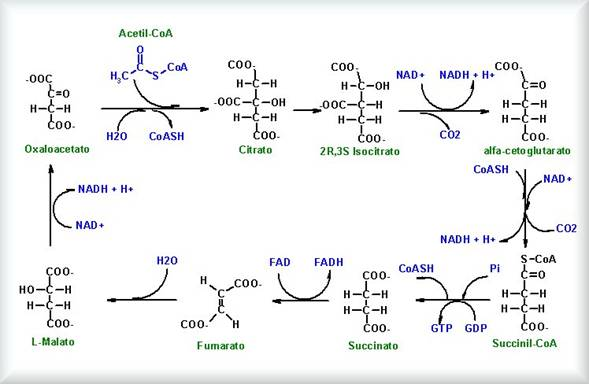 Acetil-CoA
O
H3C S CoA
-OOC
O
H H
COO-
Oxaloacetato
H2O CoASH
COO-
H H
-OOC OH
H H
COO-
Citrato
COO-
H OH
-OOC H
H H
COO-
2R,3S Isocitrato
NAD+ NADH + H+
CO2
COO-
O
H H
H H
COO-
alfa-cetoglutarato
CoASH
NAD+
CO2
NADH + H+
S-CoA
O
H H
H H
COO-
Succinil-CoA
CoASH Pi
GTP GDP
COO-
H H
H H
COO-
Succinato
FAD FADH
H COO-
COO- H
Fumarato
H2O
COO-
HO H
H H
COO-
L-Malato
NADH + H+
NAD+